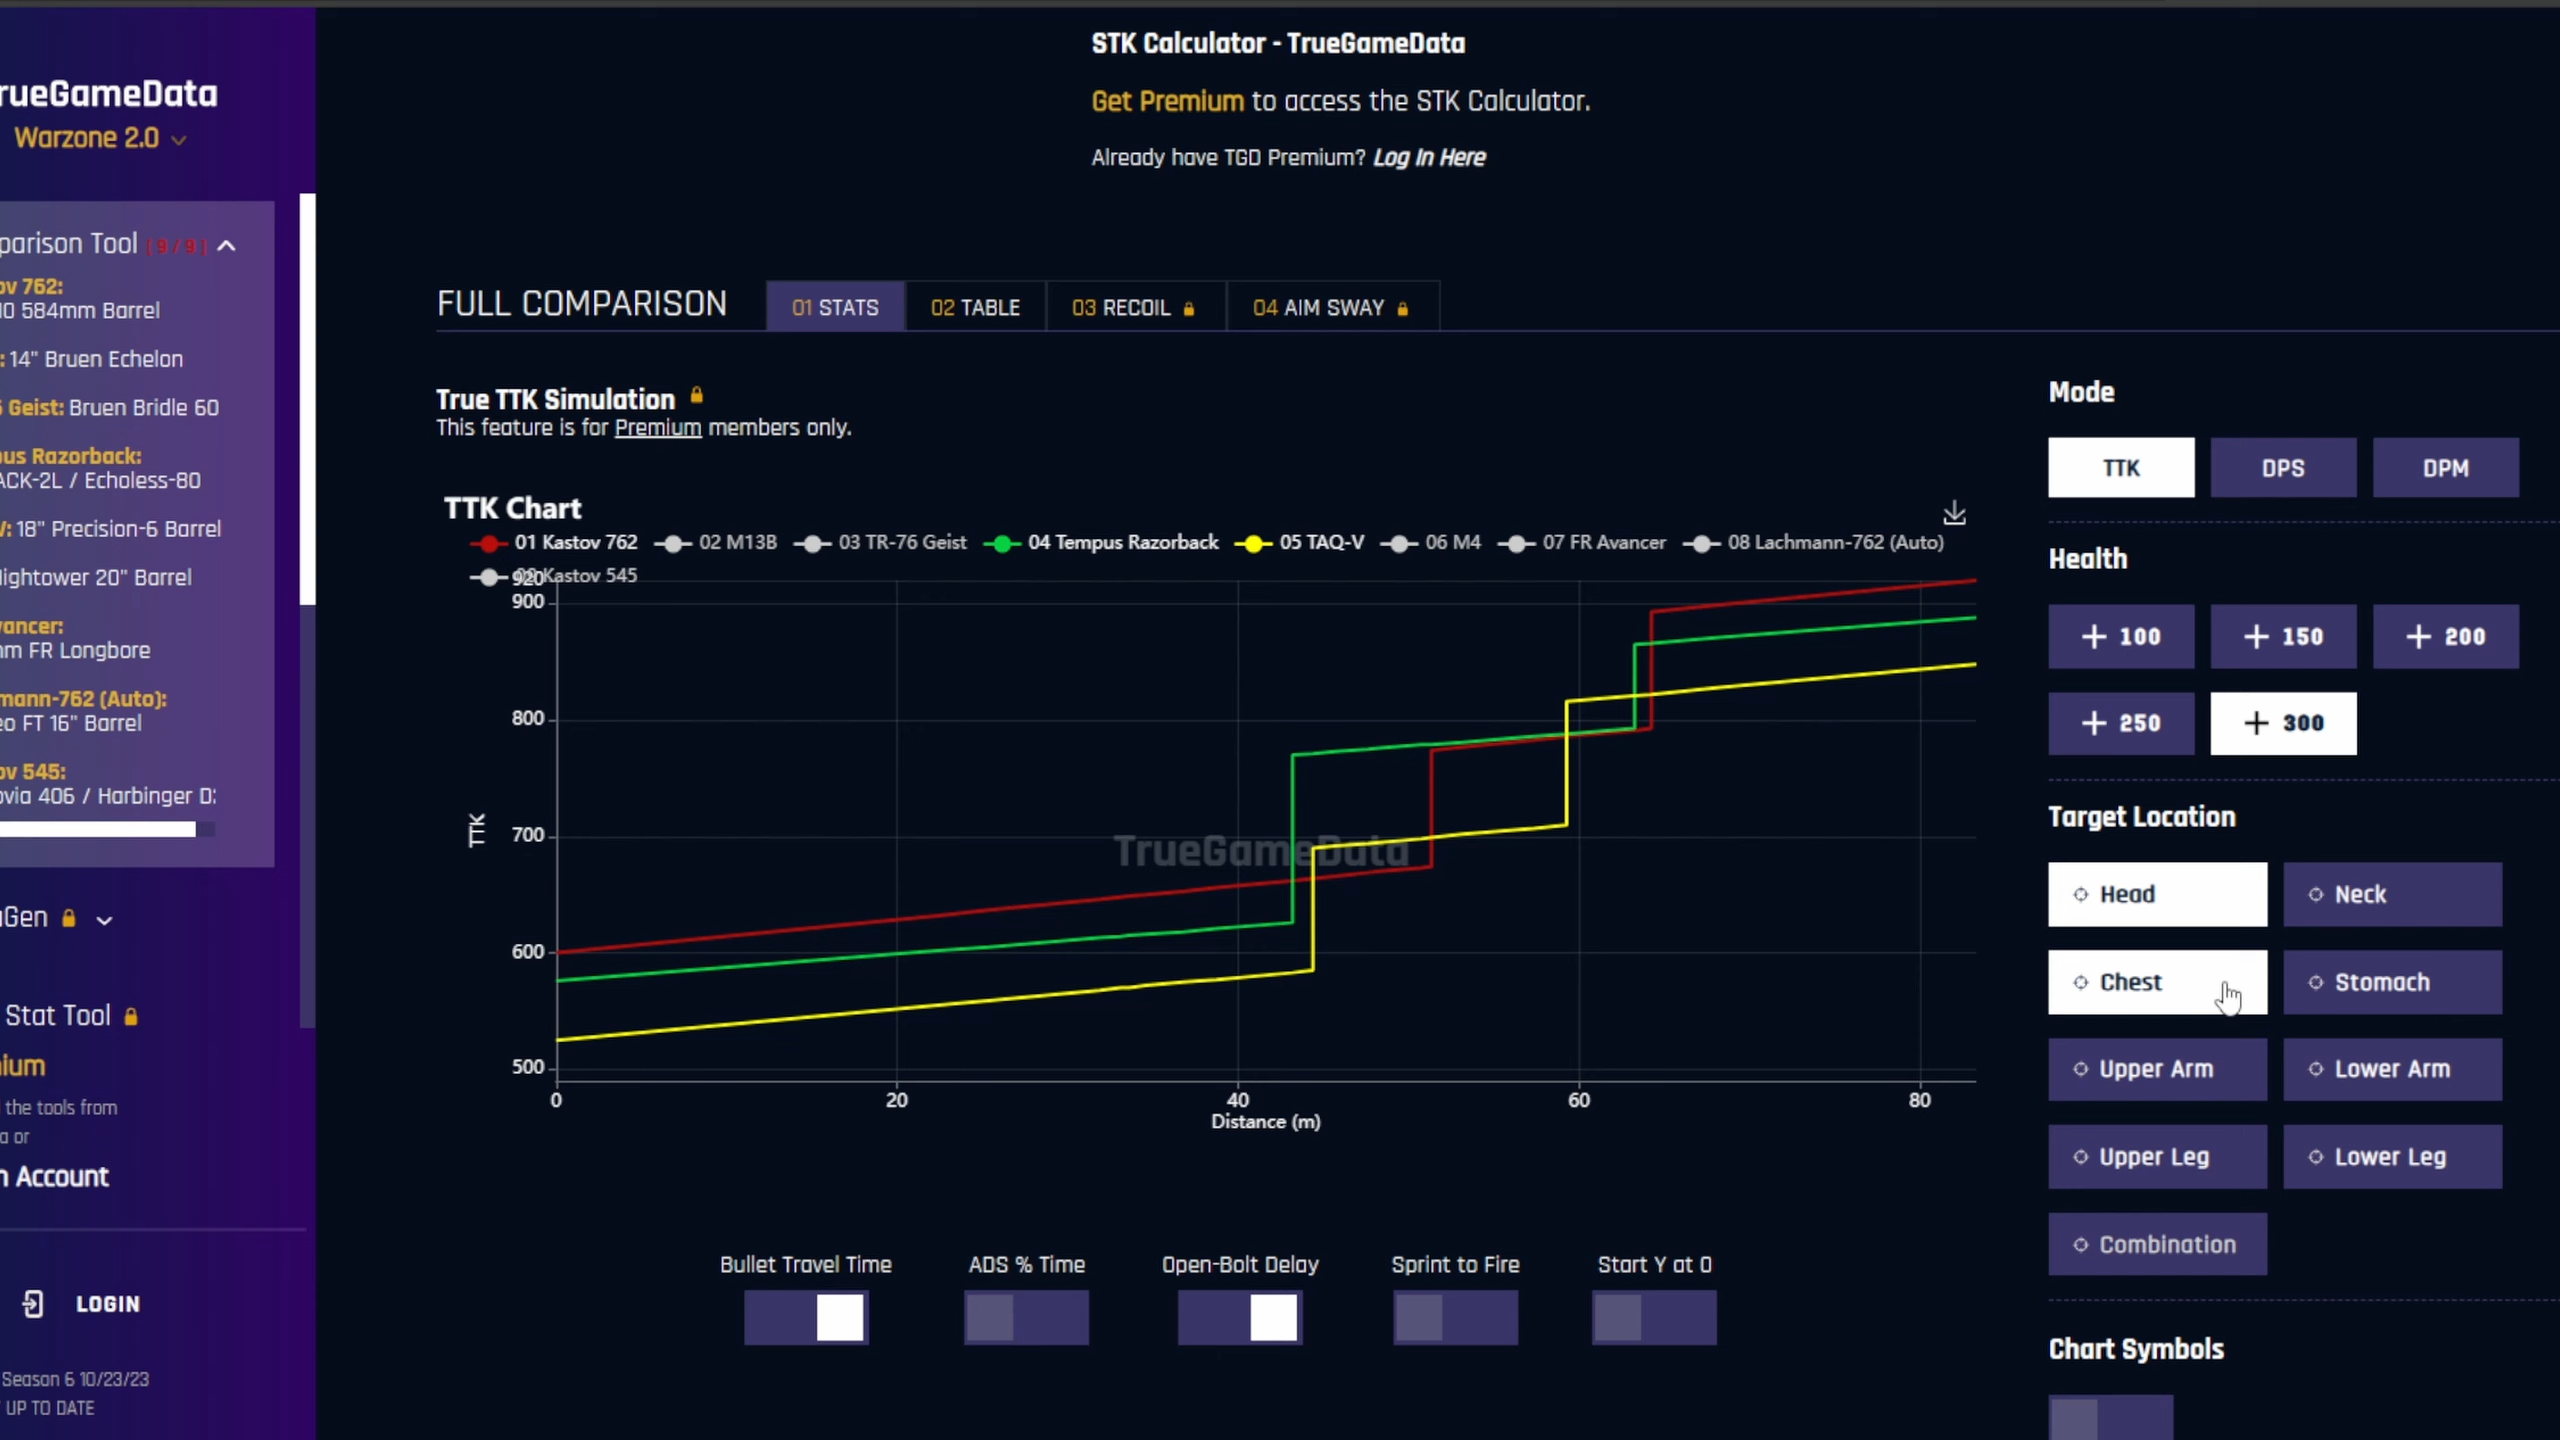 rueGameData
Warzone 2.0
parison Tool [9/9]
ov 762:
10 584mm Barrel
: 14" Bruen Echelon
Geist: Bruen Bridle 60
us Razorback:
ACK-2L / Echoless-80
V: 18" Precision-6 Barrel
ightower 20" Barrel
ancer:
m FR Longbore
mann-762 (Auto):
eo FT 16" Barrel
ov 545:
ovia 406 / Harbinger D
Gen
Stat Tool
ium
the tools from
a or
n Account
LOGIN
Season 6 10/23/23
UP TO DATE
STK Calculator - TrueGameData
Get Premium to access the STK Calculator.
Already have TGD Premium? Log In Here
FULL COMPARISON
01 STATS
02 TABLE
03 RECOIL
04 AIM SWAY
True TTK Simulation
This feature is for Premium members only.
TTK Chart
01 Kastov 762 02 M13B 03 TR-76 Geist 04 Tempus Razorback 05 TAQ-V 06 M4 07 FR Avancer 08 Lachmann-762 (Auto)
09 Kastov 545
920
900
800
700
600
500
TTK
TrueGameData
0 20 40 60 80
Distance (m)
Bullet Travel Time
ADS % Time
Open-Bolt Delay
Sprint to Fire
Start Y at 0
Mode
TTK DPS DPM
Health
+ 100 + 150 + 200
+ 250 + 300
Target Location
Head Neck
Chest Stomach
Upper Arm Lower Arm
Upper Leg Lower Leg
Combination
Chart Symbols